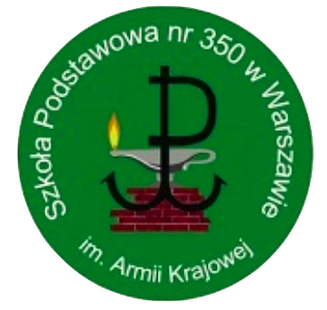 Szkoła Podstawowa nr 350 w Warszawie
im. Armii Krajowej